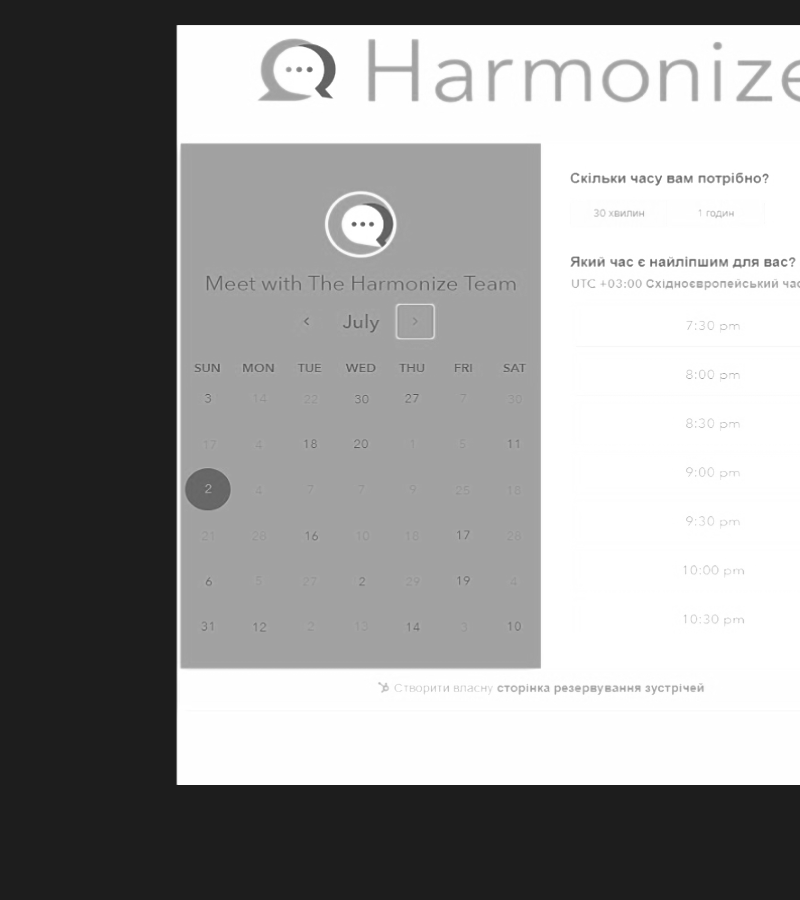 Harmonize
Meet with The Harmonize Team
July
SUN MON TUE WED THU FRI SAT
3 14 22 30 27 7 30
17 4 18 20 1 5 11
2 4 7 7 9 25 18
21 28 16 10 18 17 28
6 5 27 2 29 19 4
31 12 2 13 14 3 10
Скільки часу вам потрібно?
30 хвилин 1 годин
Який час є найліпшим для вас?
UTC +03:00 Східноєвропейський час
7:30 pm
8:00 pm
8:30 pm
9:00 pm
9:30 pm
10:00 pm
10:30 pm
Створити власну сторінка резервування зустрічей